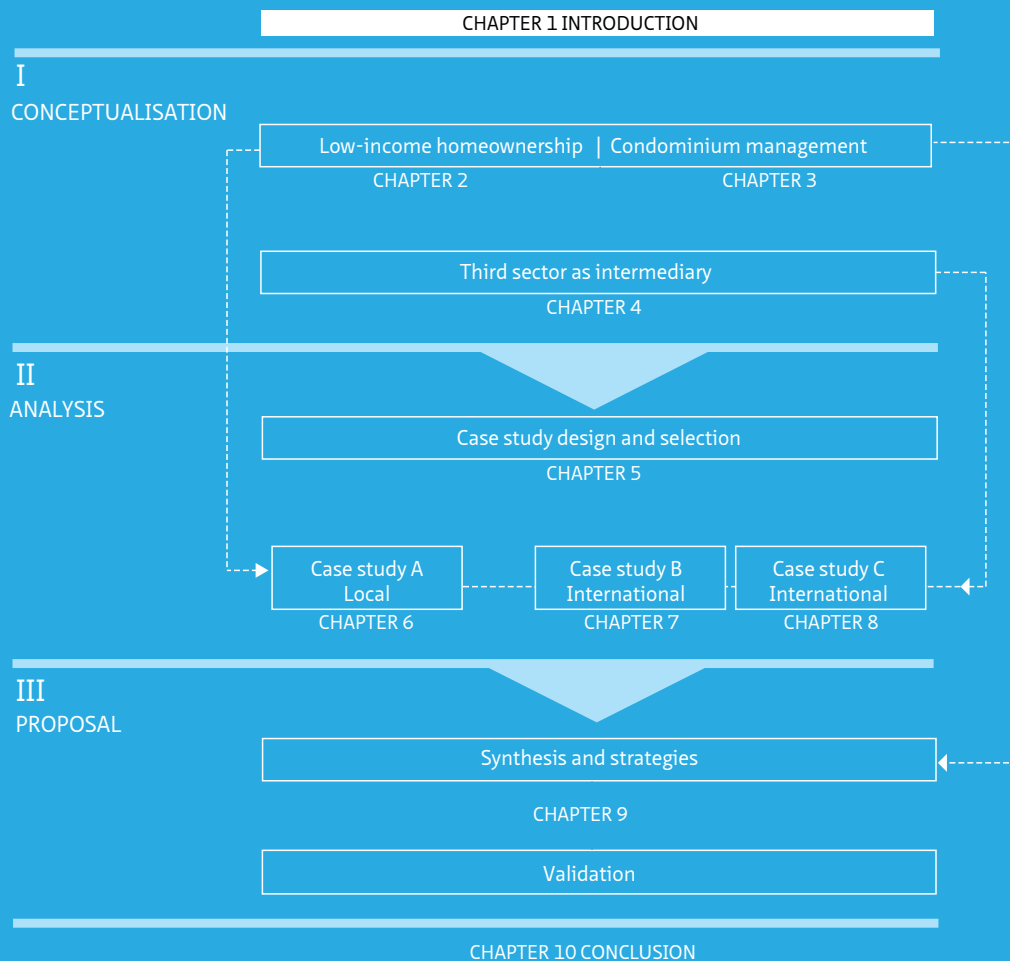 CHAPTER 1 INTRODUCTION
I
CONCEPTUALISATION
Low-income homeownership | Condominium management
CHAPTER 2 CHAPTER 3
Third sector as intermediary
CHAPTER 4
II
ANALYSIS
Case study design and selection
CHAPTER 5
Case study A
Local
CHAPTER 6
Case study B
International
CHAPTER 7
Case study C
International
CHAPTER 8
III
PROPOSAL
Synthesis and strategies
CHAPTER 9
Validation
CHAPTER 10 CONCLUSION